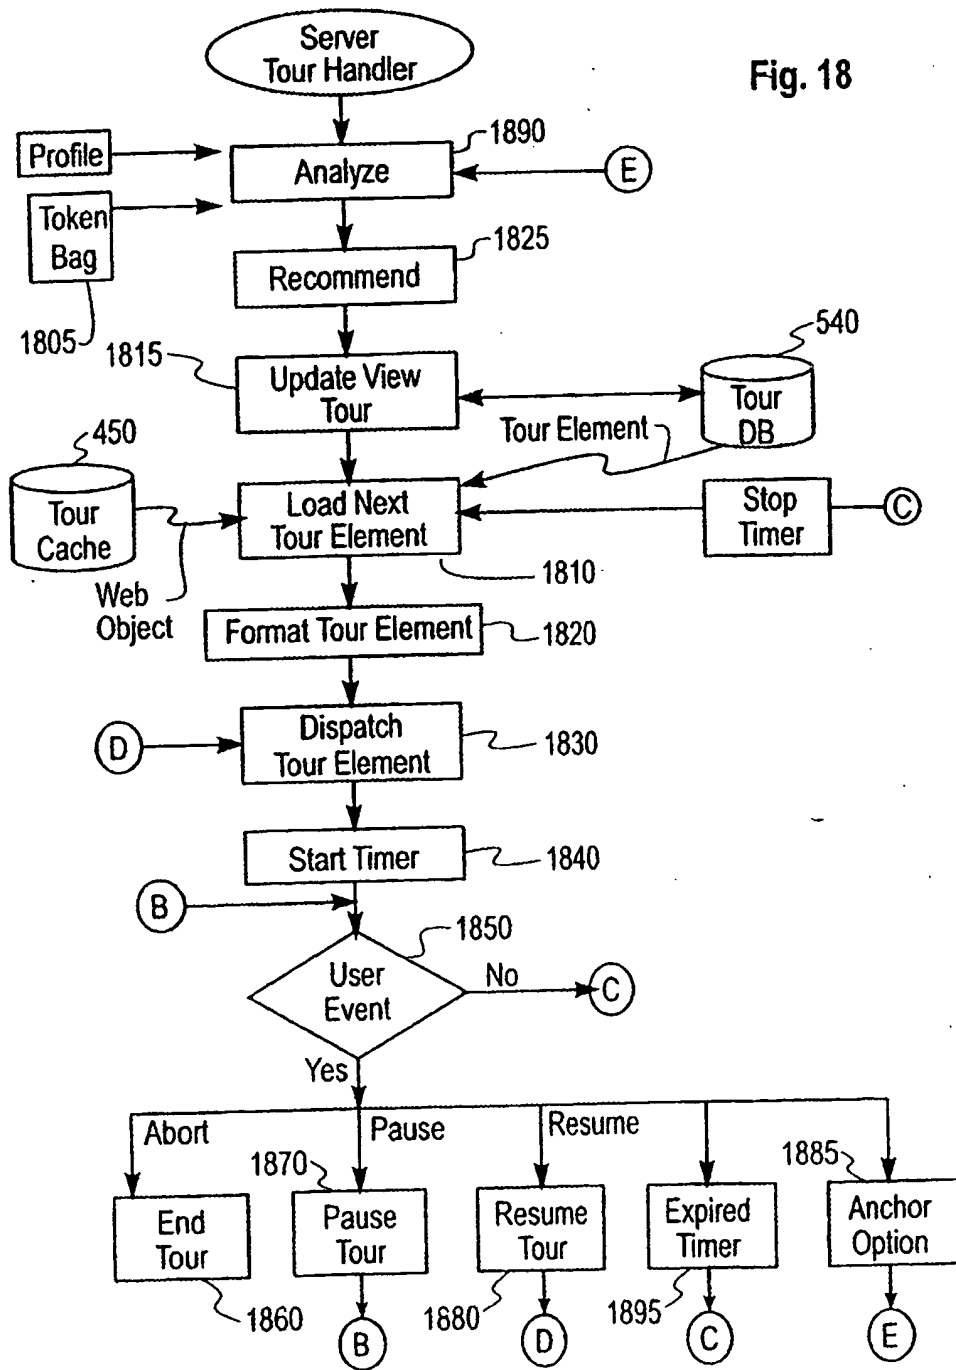 Server
Tour Handler
Fig. 18
1890
Profile
Analyze
E
Token
Bag
1825
Recommend
1805
1815
540
Update View
Tour
Tour
DB
Tour Element
450
Tour
Cache
Load Next
Tour Element
Stop
Timer
C
Web
Object
1810
Format Tour Element
1820
D
Dispatch
Tour Element
1830
Start Timer
1840
B
1850
User
Event
No
C
Yes
Abort
Pause
Resume
1870
1885
End
Tour
Pause
Tour
Resume
Tour
Expired
Timer
Anchor
Option
1860
1880
1895
B
D
C
E